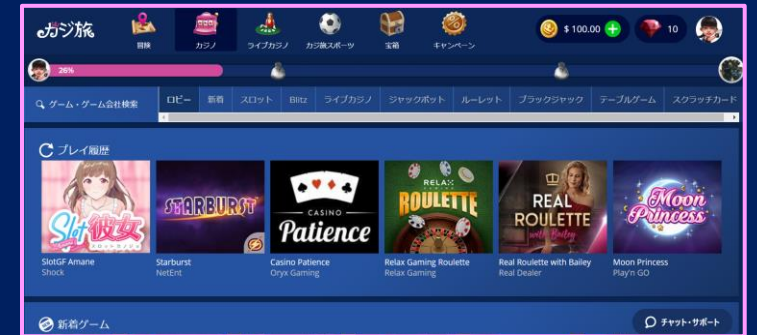 カジ旅
冒険
カジノ
ライブカジノ
カジ旅スポーツ
宝箱
キャンペーン
$ 100.00
10
26%
ゲーム・ゲーム会社検索
ロビー
新着
スロット
Blitz
ライブカジノ
ジャックポット
ルーレット
ブラックジャック
テーブルゲーム
スクラッチカード
プレイ履歴
Slot彼女
STARBURST
CASINO
Patience
RELAX
GAMING
ROULETTE
REAL
ROULETTE
with Bailey
Moon
Princess
SlotGF Amane
Shock
Starburst
NetEnt
Casino Patience
Oryx Gaming
Relax Gaming Roulette
Relax Gaming
Real Roulette with Bailey
Real Dealer
Moon Princess
Play'n GO
新着ゲーム
チャット・サポート